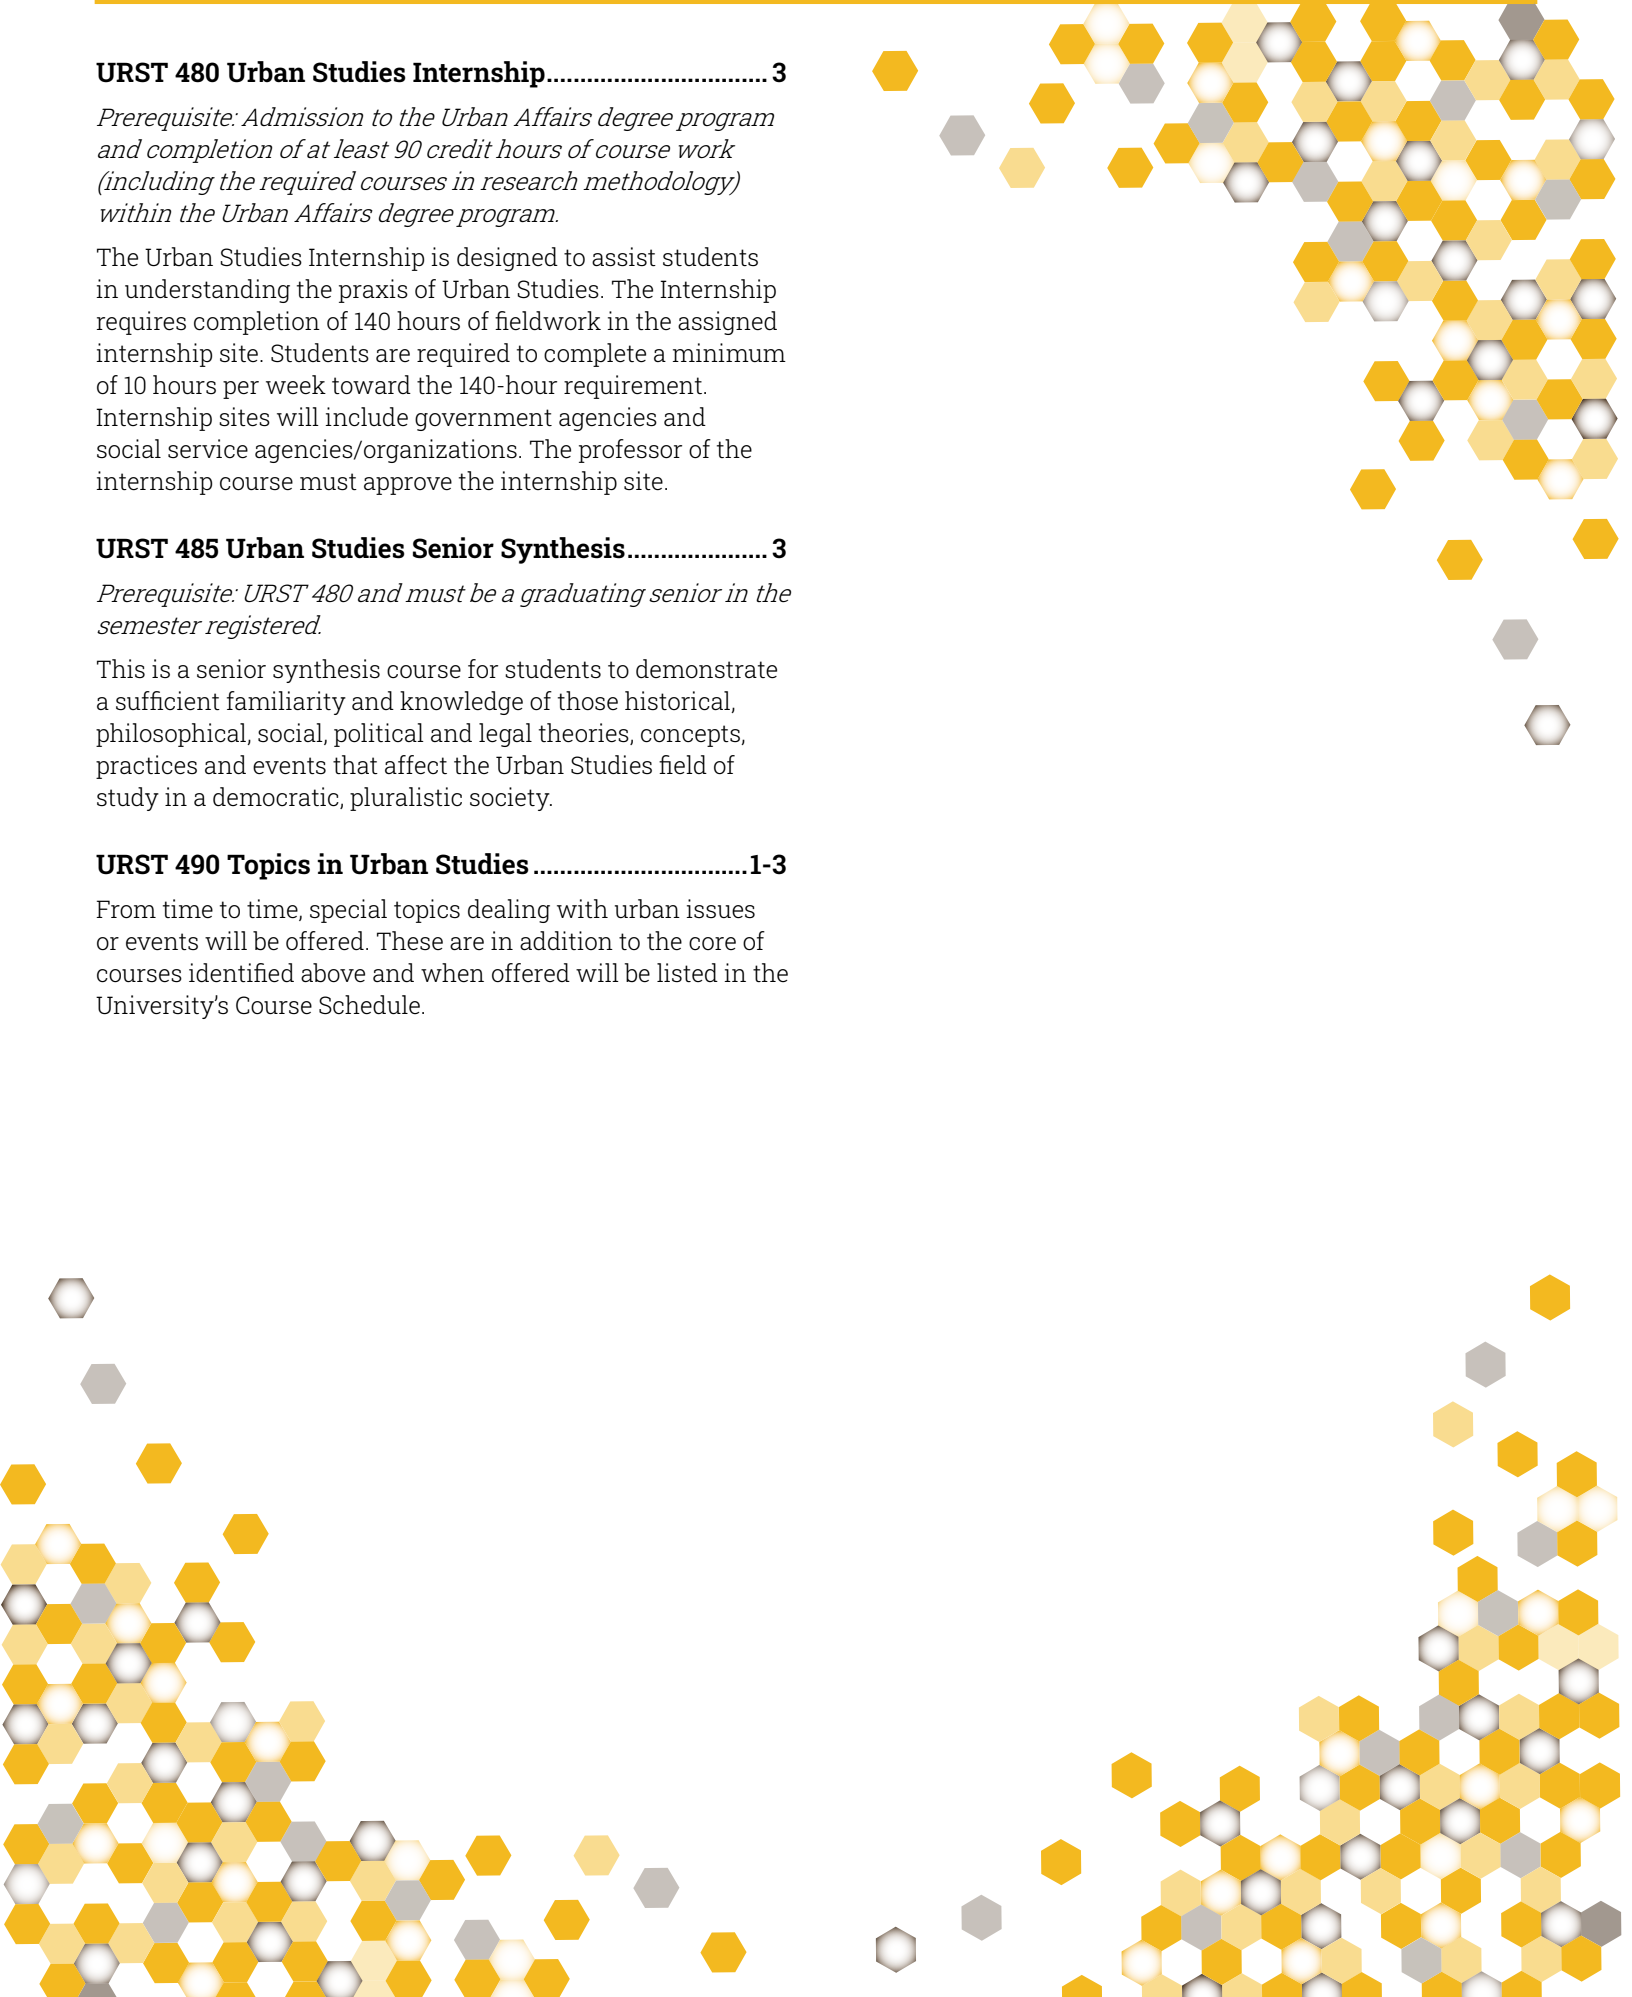 URST 480 Urban Studies Internship................................. 3
Prerequisite: Admission to the Urban Affairs degree program
and completion of at least 90 credit hours of course work
(including the required courses in research methodology)
within the Urban Affairs degree program.
The Urban Studies Internship is designed to assist students
in understanding the praxis of Urban Studies. The Internship
requires completion of 140 hours of fieldwork in the assigned
internship site. Students are required to complete a minimum
of 10 hours per week toward the 140-hour requirement.
Internship sites will include government agencies and
social service agencies/organizations. The professor of the
internship course must approve the internship site.
URST 485 Urban Studies Senior Synthesis..................... 3
Prerequisite: URST 480 and must be a graduating senior in the
semester registered.
This is a senior synthesis course for students to demonstrate
a sufficient familiarity and knowledge of those historical,
philosophical, social, political and legal theories, concepts,
practices and events that affect the Urban Studies field of
study in a democratic, pluralistic society.
URST 490 Topics in Urban Studies ................................1-3
From time to time, special topics dealing with urban issues
or events will be offered. These are in addition to the core of
courses identified above and when offered will be listed in the
University’s Course Schedule.